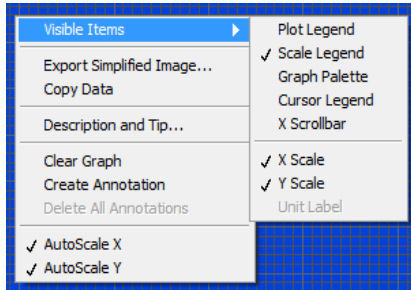 Visible Items
Export Simplified Image...
Copy Data
Description and Tip...
Clear Graph
Create Annotation
Delete All Annotations
AutoScale X
AutoScale Y
Plot Legend
Scale Legend
Graph Palette
Cursor Legend
X Scrollbar
X Scale
Y Scale
Unit Label